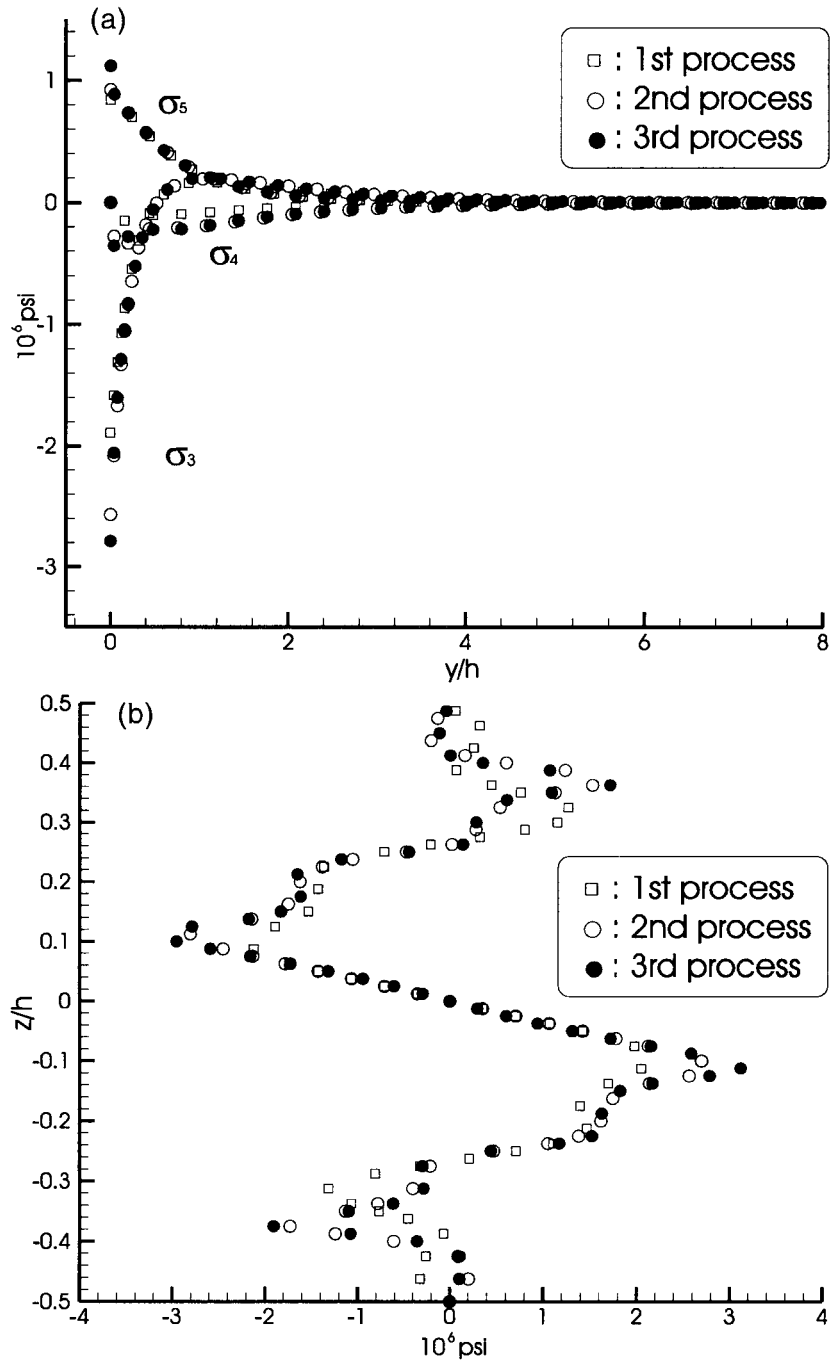 (a)
□ : 1st process
○ : 2nd process
● : 3rd process
σ5
σ4
σ3
1
0
-1
-2
-3
10⁶psi
0
2
4
6
8
y/h
(b)
□ : 1st process
○ : 2nd process
● : 3rd process
0.5
0.4
0.3
0.2
0.1
0
-0.1
-0.2
-0.3
-0.4
-0.5
z/h
-4
-3
-2
-1
0
1
2
3
4
10⁶psi